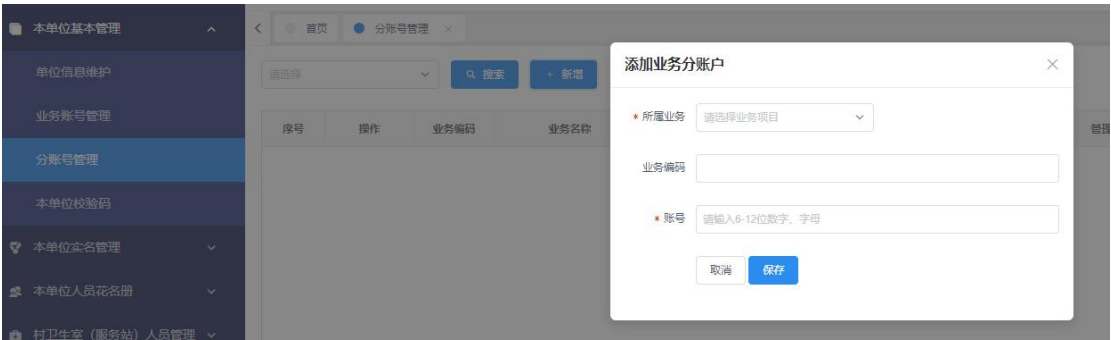 本单位基本管理
单位信息维护
业务账号管理
分账号管理
本单位校验码
本单位实名管理
本单位人员花名册
村卫生室（服务站）人员管理
首页
分账号管理
请选择
搜索
+ 新增
序号 操作 业务编码 业务名称
添加业务分账户
* 所属业务 请选择业务项目
业务编码
* 账号 请输入6-12位数字、字母
取消 保存